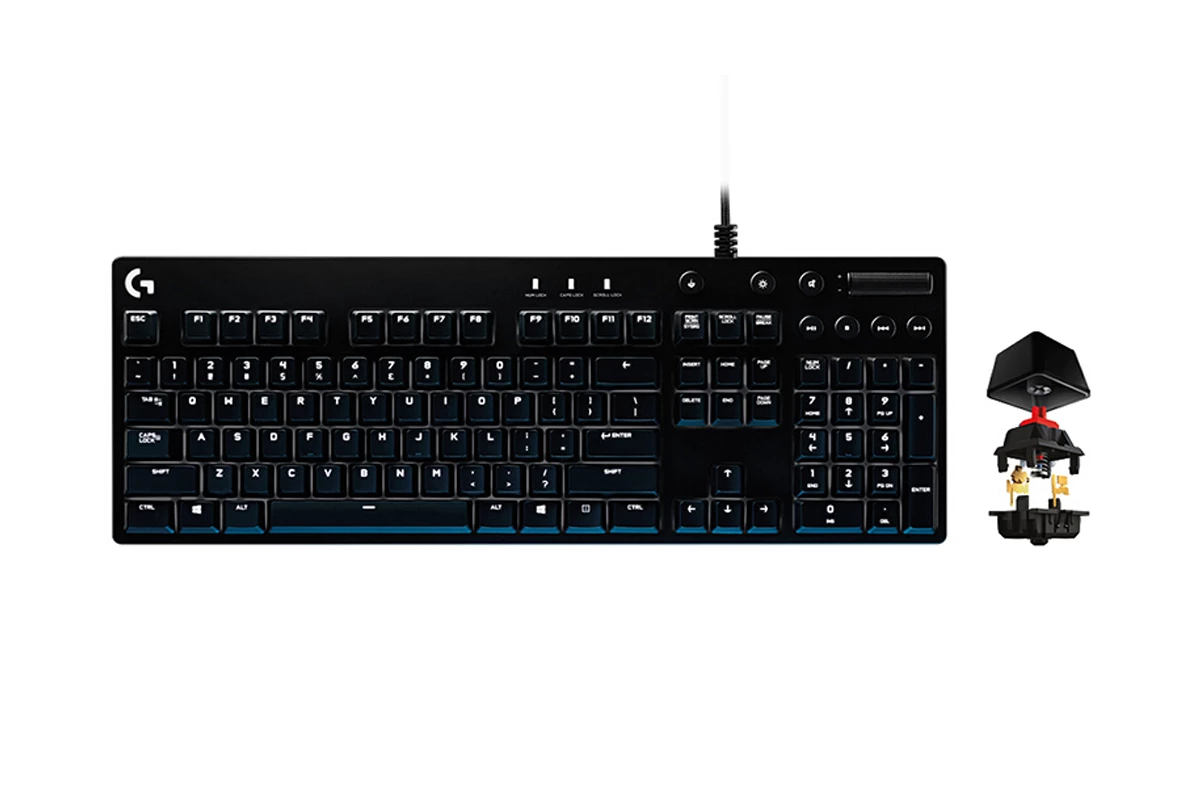 G
NUM LOCK CAPS LOCK SCROLL LOCK
ESC F1 F2 F3 F4 F5 F6 F7 F8 F9 F10 F11 F12 PRINT SCRN SYSRQ SCROLL LOCK PAUSE BREAK
1 2 3 4 5 6 7 8 9 0 INSERT HOME PAGE UP NUM LOCK / * -
TAB Q W E R T Y U I O P [ ] \ DELETE END PAGE DOWN 7 HOME 8 9 PG UP +
{ } |
CAPS LOCK A S D F G H J K L ENTER 4 5 6
SHIFT Z X C V B N M / ? SHIFT 1 END 2 3 PG DN ENTER
CTRL ALT ALT CTRL 0 INS . DEL